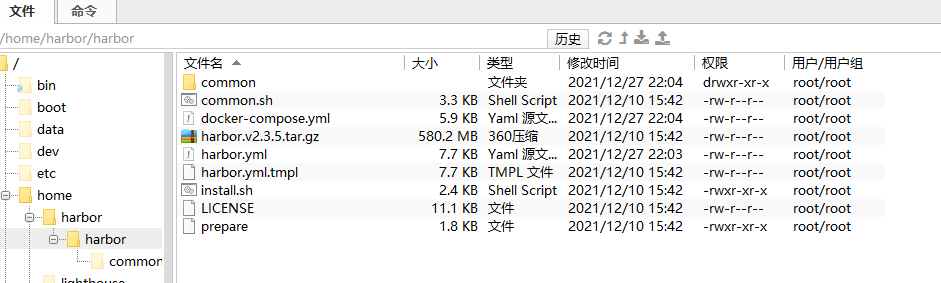 文件 命令
/home/harbor/harbor 历史
/
bin
boot
data
dev
etc
home
harbor
harbor
common
文件名 大小 类型 修改时间 权限 用户/用户组
common 文件夹 2021/12/27 22:04 drwxr-xr-x root/root
common.sh 3.3 KB Shell Script 2021/12/10 15:42 -rw-r--r-- root/root
docker-compose.yml 5.9 KB Yaml 源文... 2021/12/27 22:04 -rw-r--r-- root/root
harbor.v2.3.5.tar.gz 580.2 MB 360压缩 2021/12/10 15:42 -rw-r--r-- root/root
harbor.yml 7.7 KB Yaml 源文... 2021/12/27 22:03 -rw-r--r-- root/root
harbor.yml.tmpl 7.7 KB TMPL 文件 2021/12/10 15:42 -rw-r--r-- root/root
install.sh 2.4 KB Shell Script 2021/12/10 15:42 -rwxr-xr-x root/root
LICENSE 11.1 KB 文件 2021/12/10 15:42 -rw-r--r-- root/root
prepare 1.8 KB 文件 2021/12/10 15:42 -rwxr-xr-x root/root